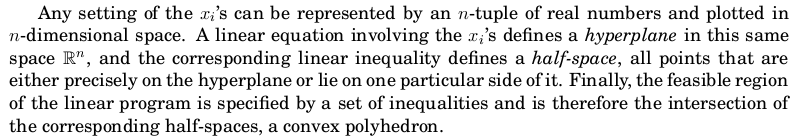 Any setting of the xᵢ's can be represented by an n-tuple of real numbers and plotted in
n-dimensional space. A linear equation involving the xᵢ's defines a hyperplane in this same
space ℝⁿ, and the corresponding linear inequality defines a half-space, all points that are
either precisely on the hyperplane or lie on one particular side of it. Finally, the feasible region
of the linear program is specified by a set of inequalities and is therefore the intersection of
the corresponding half-spaces, a convex polyhedron.